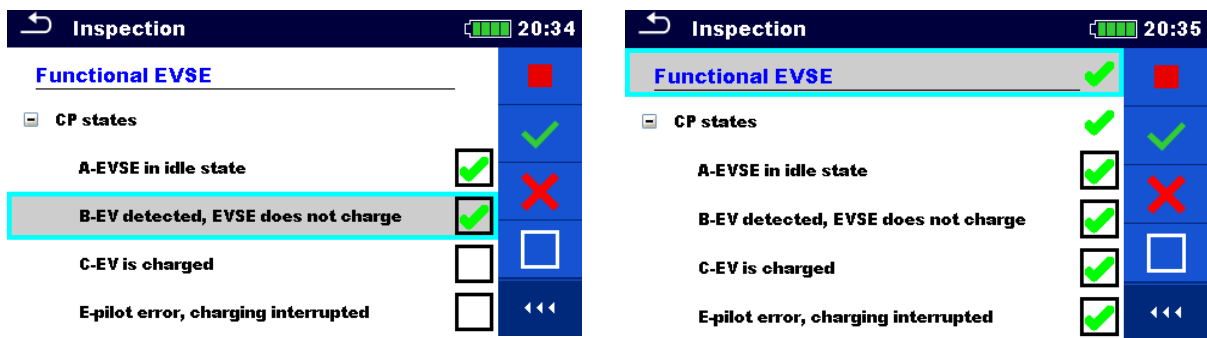 Inspection 20:34
Functional EVSE
CP states
A-EVSE in idle state
B-EV detected, EVSE does not charge
C-EV is charged
E-pilot error, charging interrupted
Inspection 20:35
Functional EVSE
CP states
A-EVSE in idle state
B-EV detected, EVSE does not charge
C-EV is charged
E-pilot error, charging interrupted